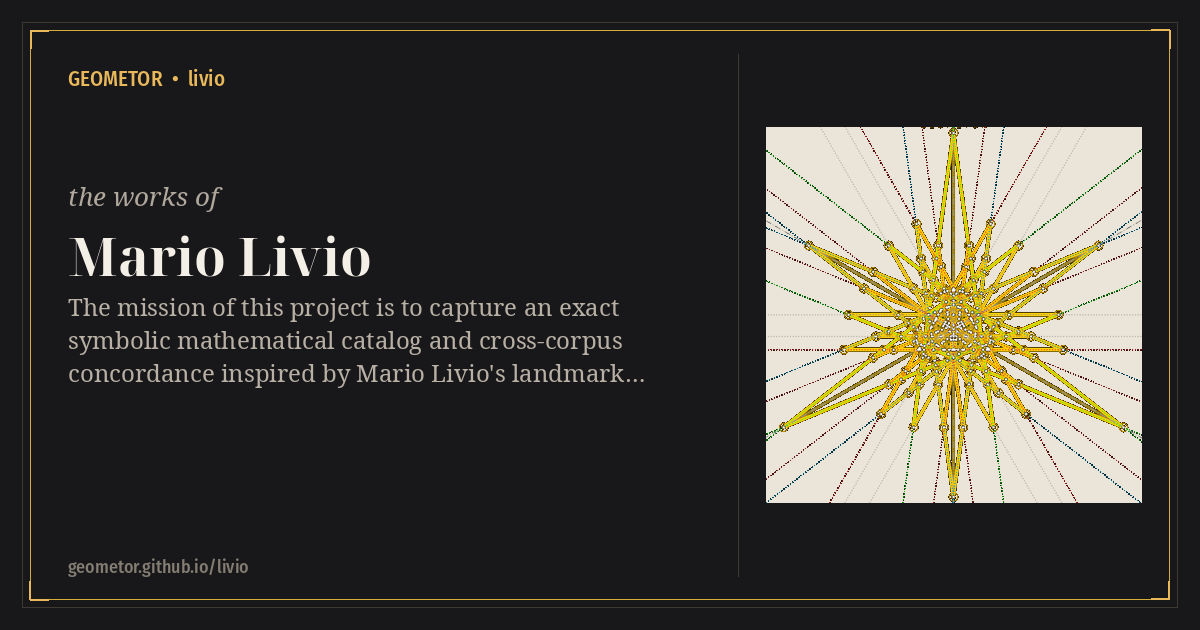 GEOMETOR • livio
the works of
Mario Livio
The mission of this project is to capture an exact
symbolic mathematical catalog and cross-corpus
concordance inspired by Mario Livio's landmark…
geometor.github.io/livio